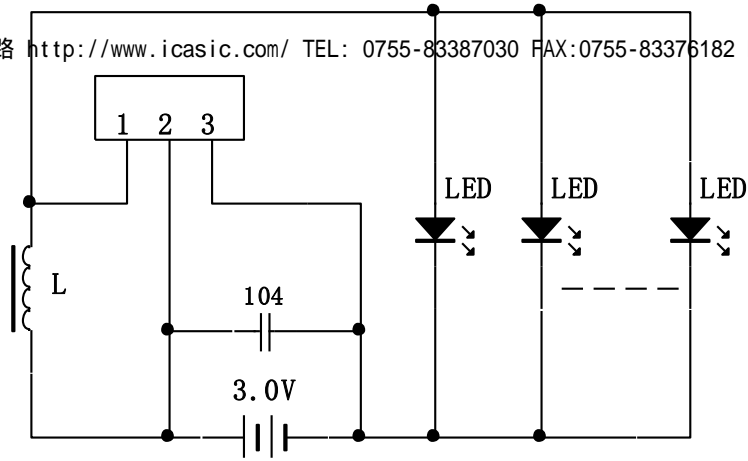 路 http://www.icasic.com/ TEL: 0755-83387030 FAX:0755-83376182
1 2 3
LED LED LED
L
104
3.0V